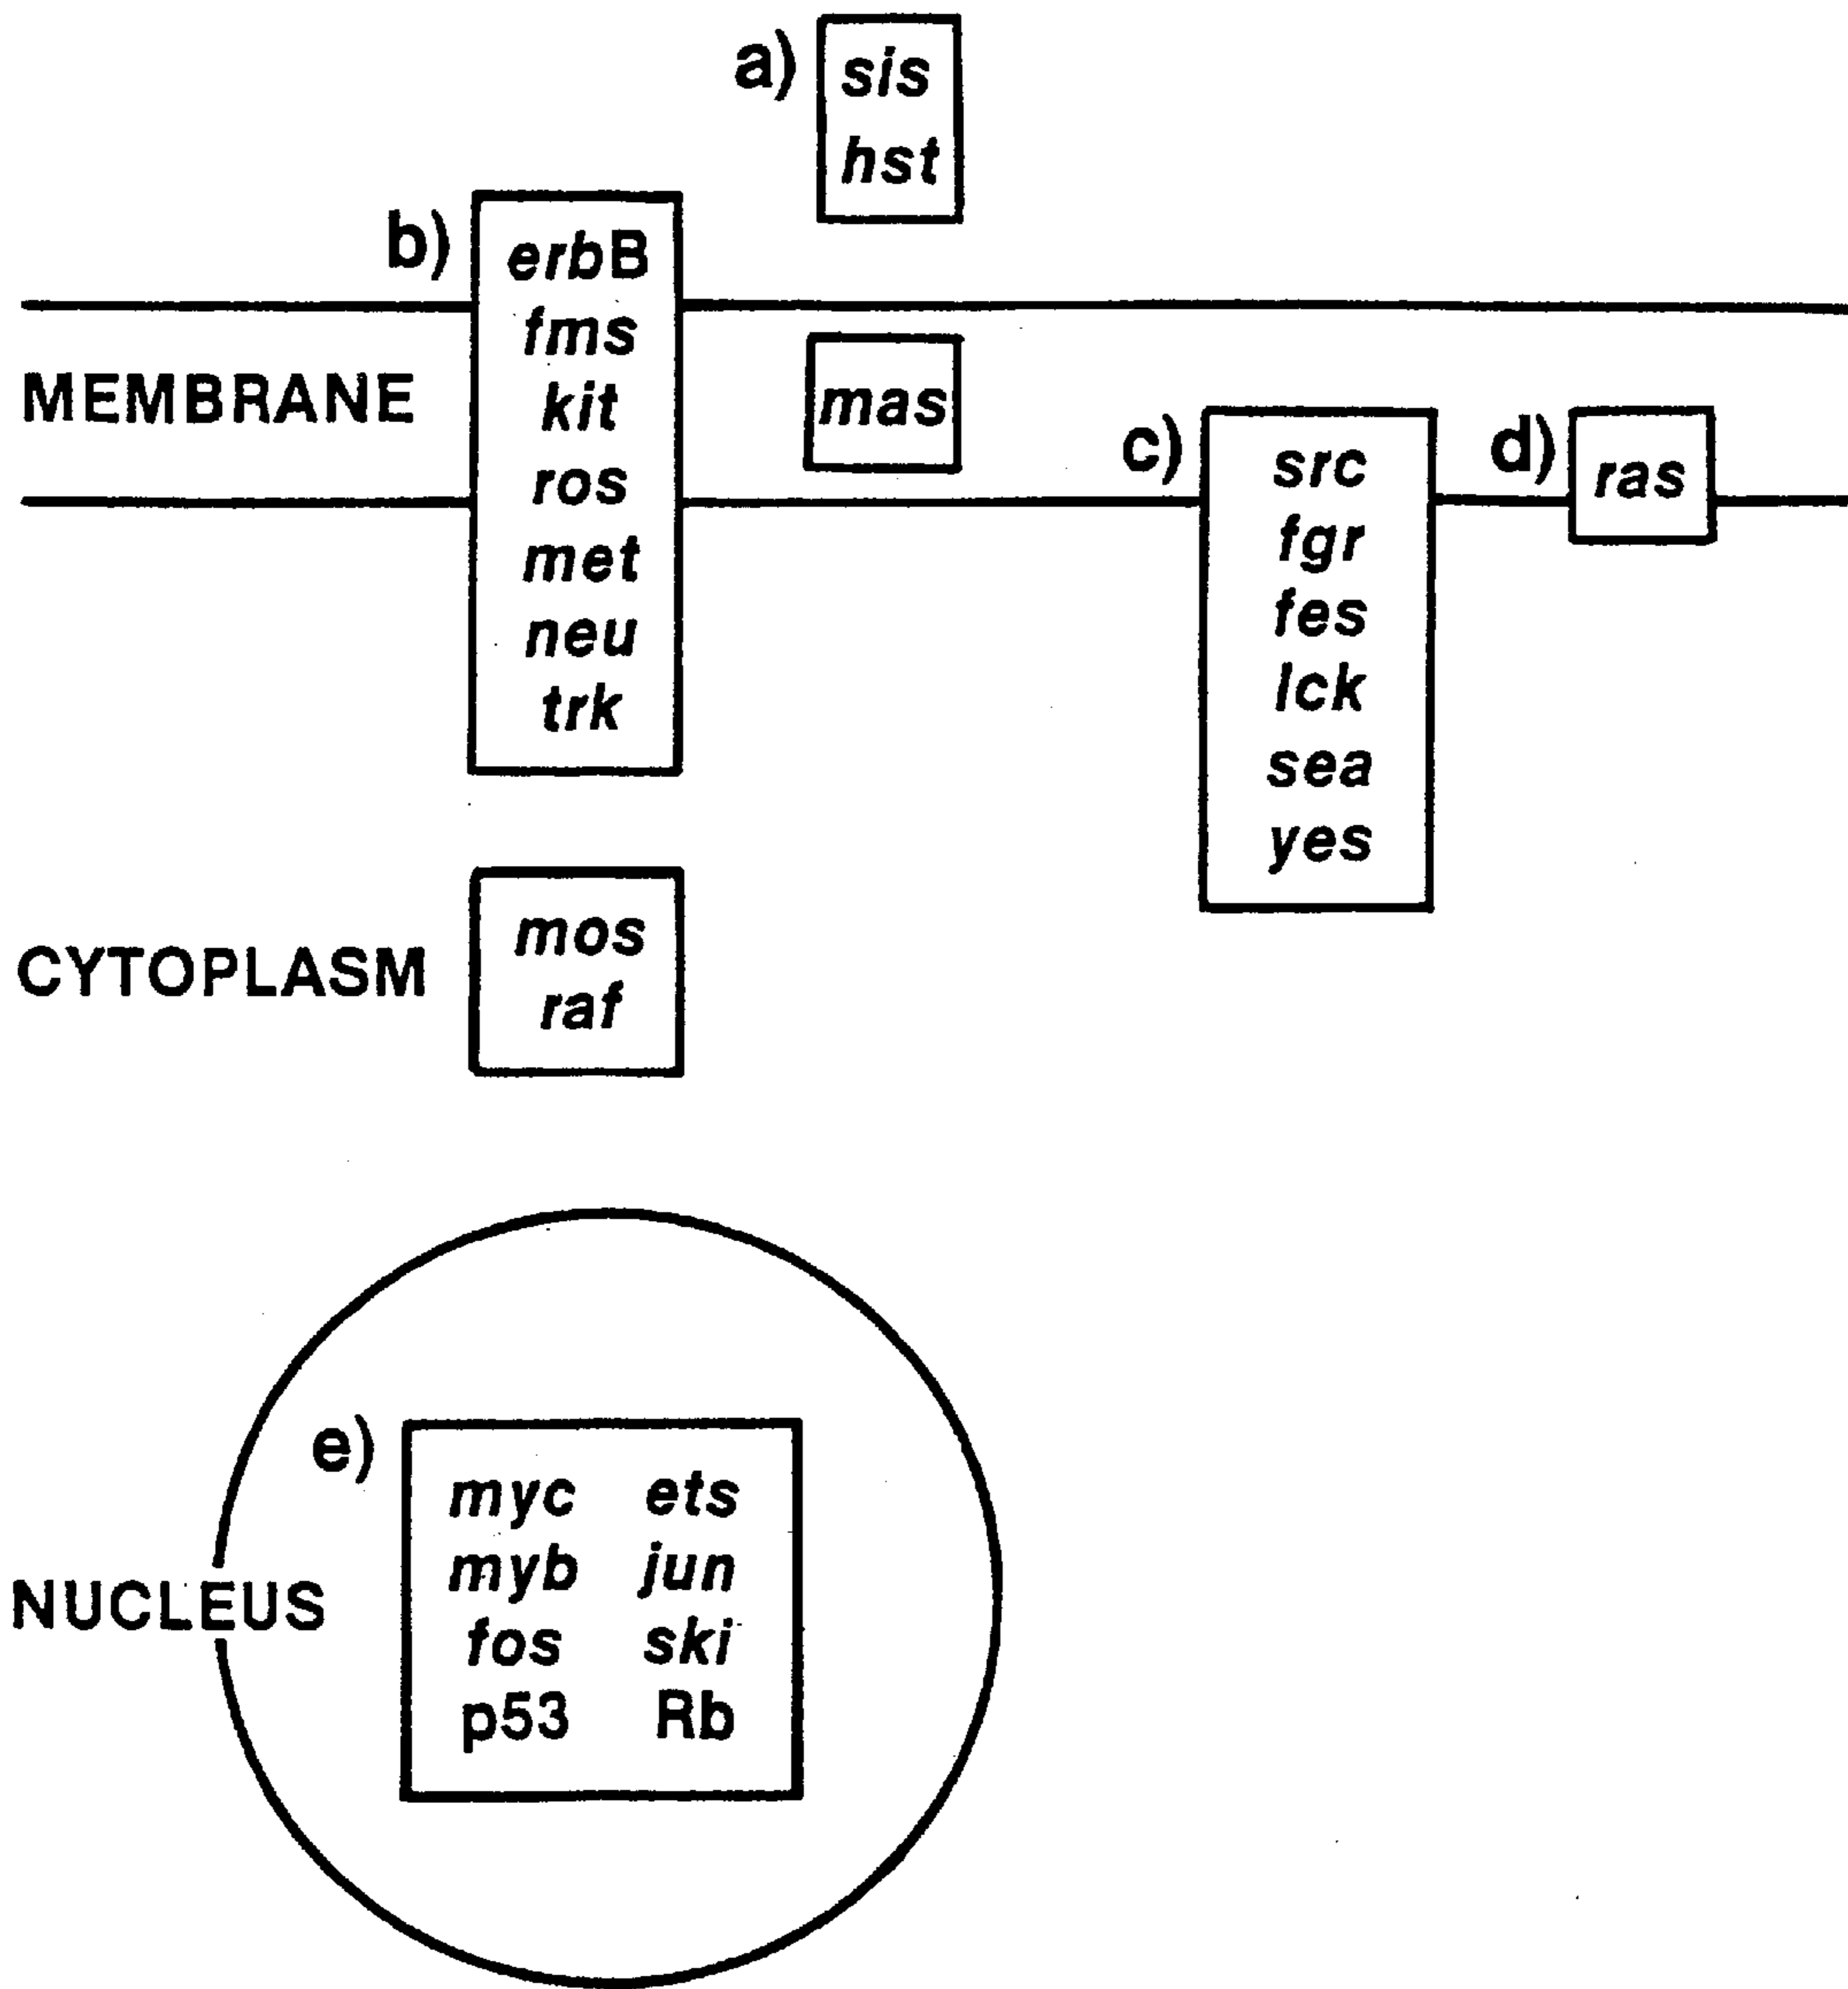 a)
sis
hst
b)
erbB
fms
kit
ros
met
neu
trk
MEMBRANE
mas
c)
src
fgr
fes
lck
sea
yes
d)
ras
CYTOPLASM
mos
raf
NUCLEUS
e)
myc ets
myb jun
fos ski
p53 Rb